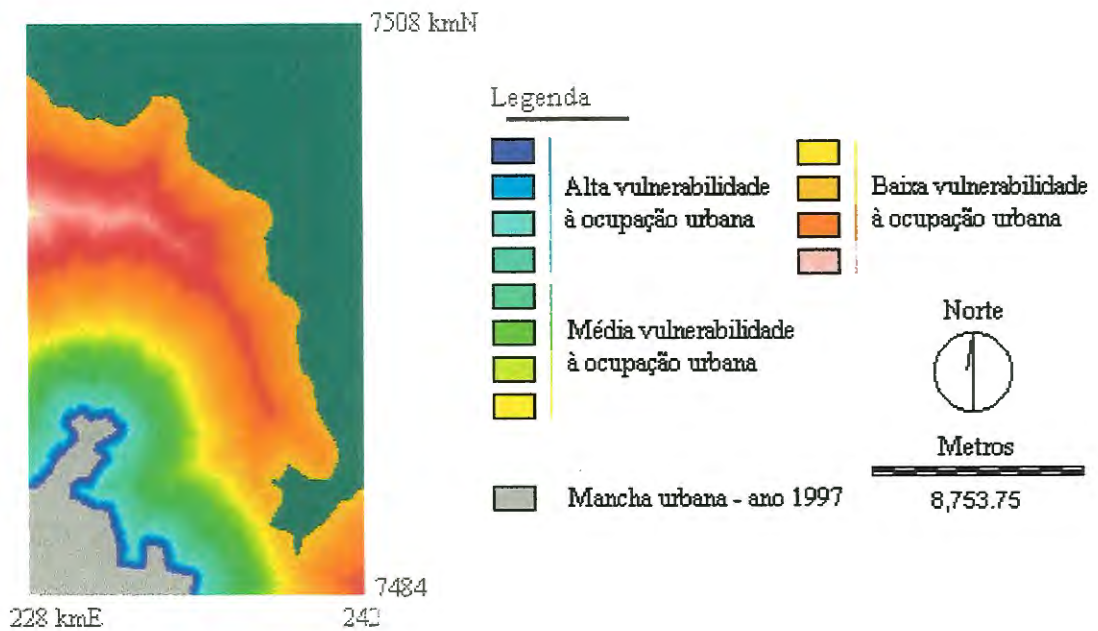 7508 kmN
Legenda
Alta vulnerabilidade
à ocupação urbana
Média vulnerabilidade
à ocupação urbana
Mancha urbana - ano 1997
Baixa vulnerabilidade
à ocupação urbana
Norte
Metros
8,753.75
7484
228 kmE
242